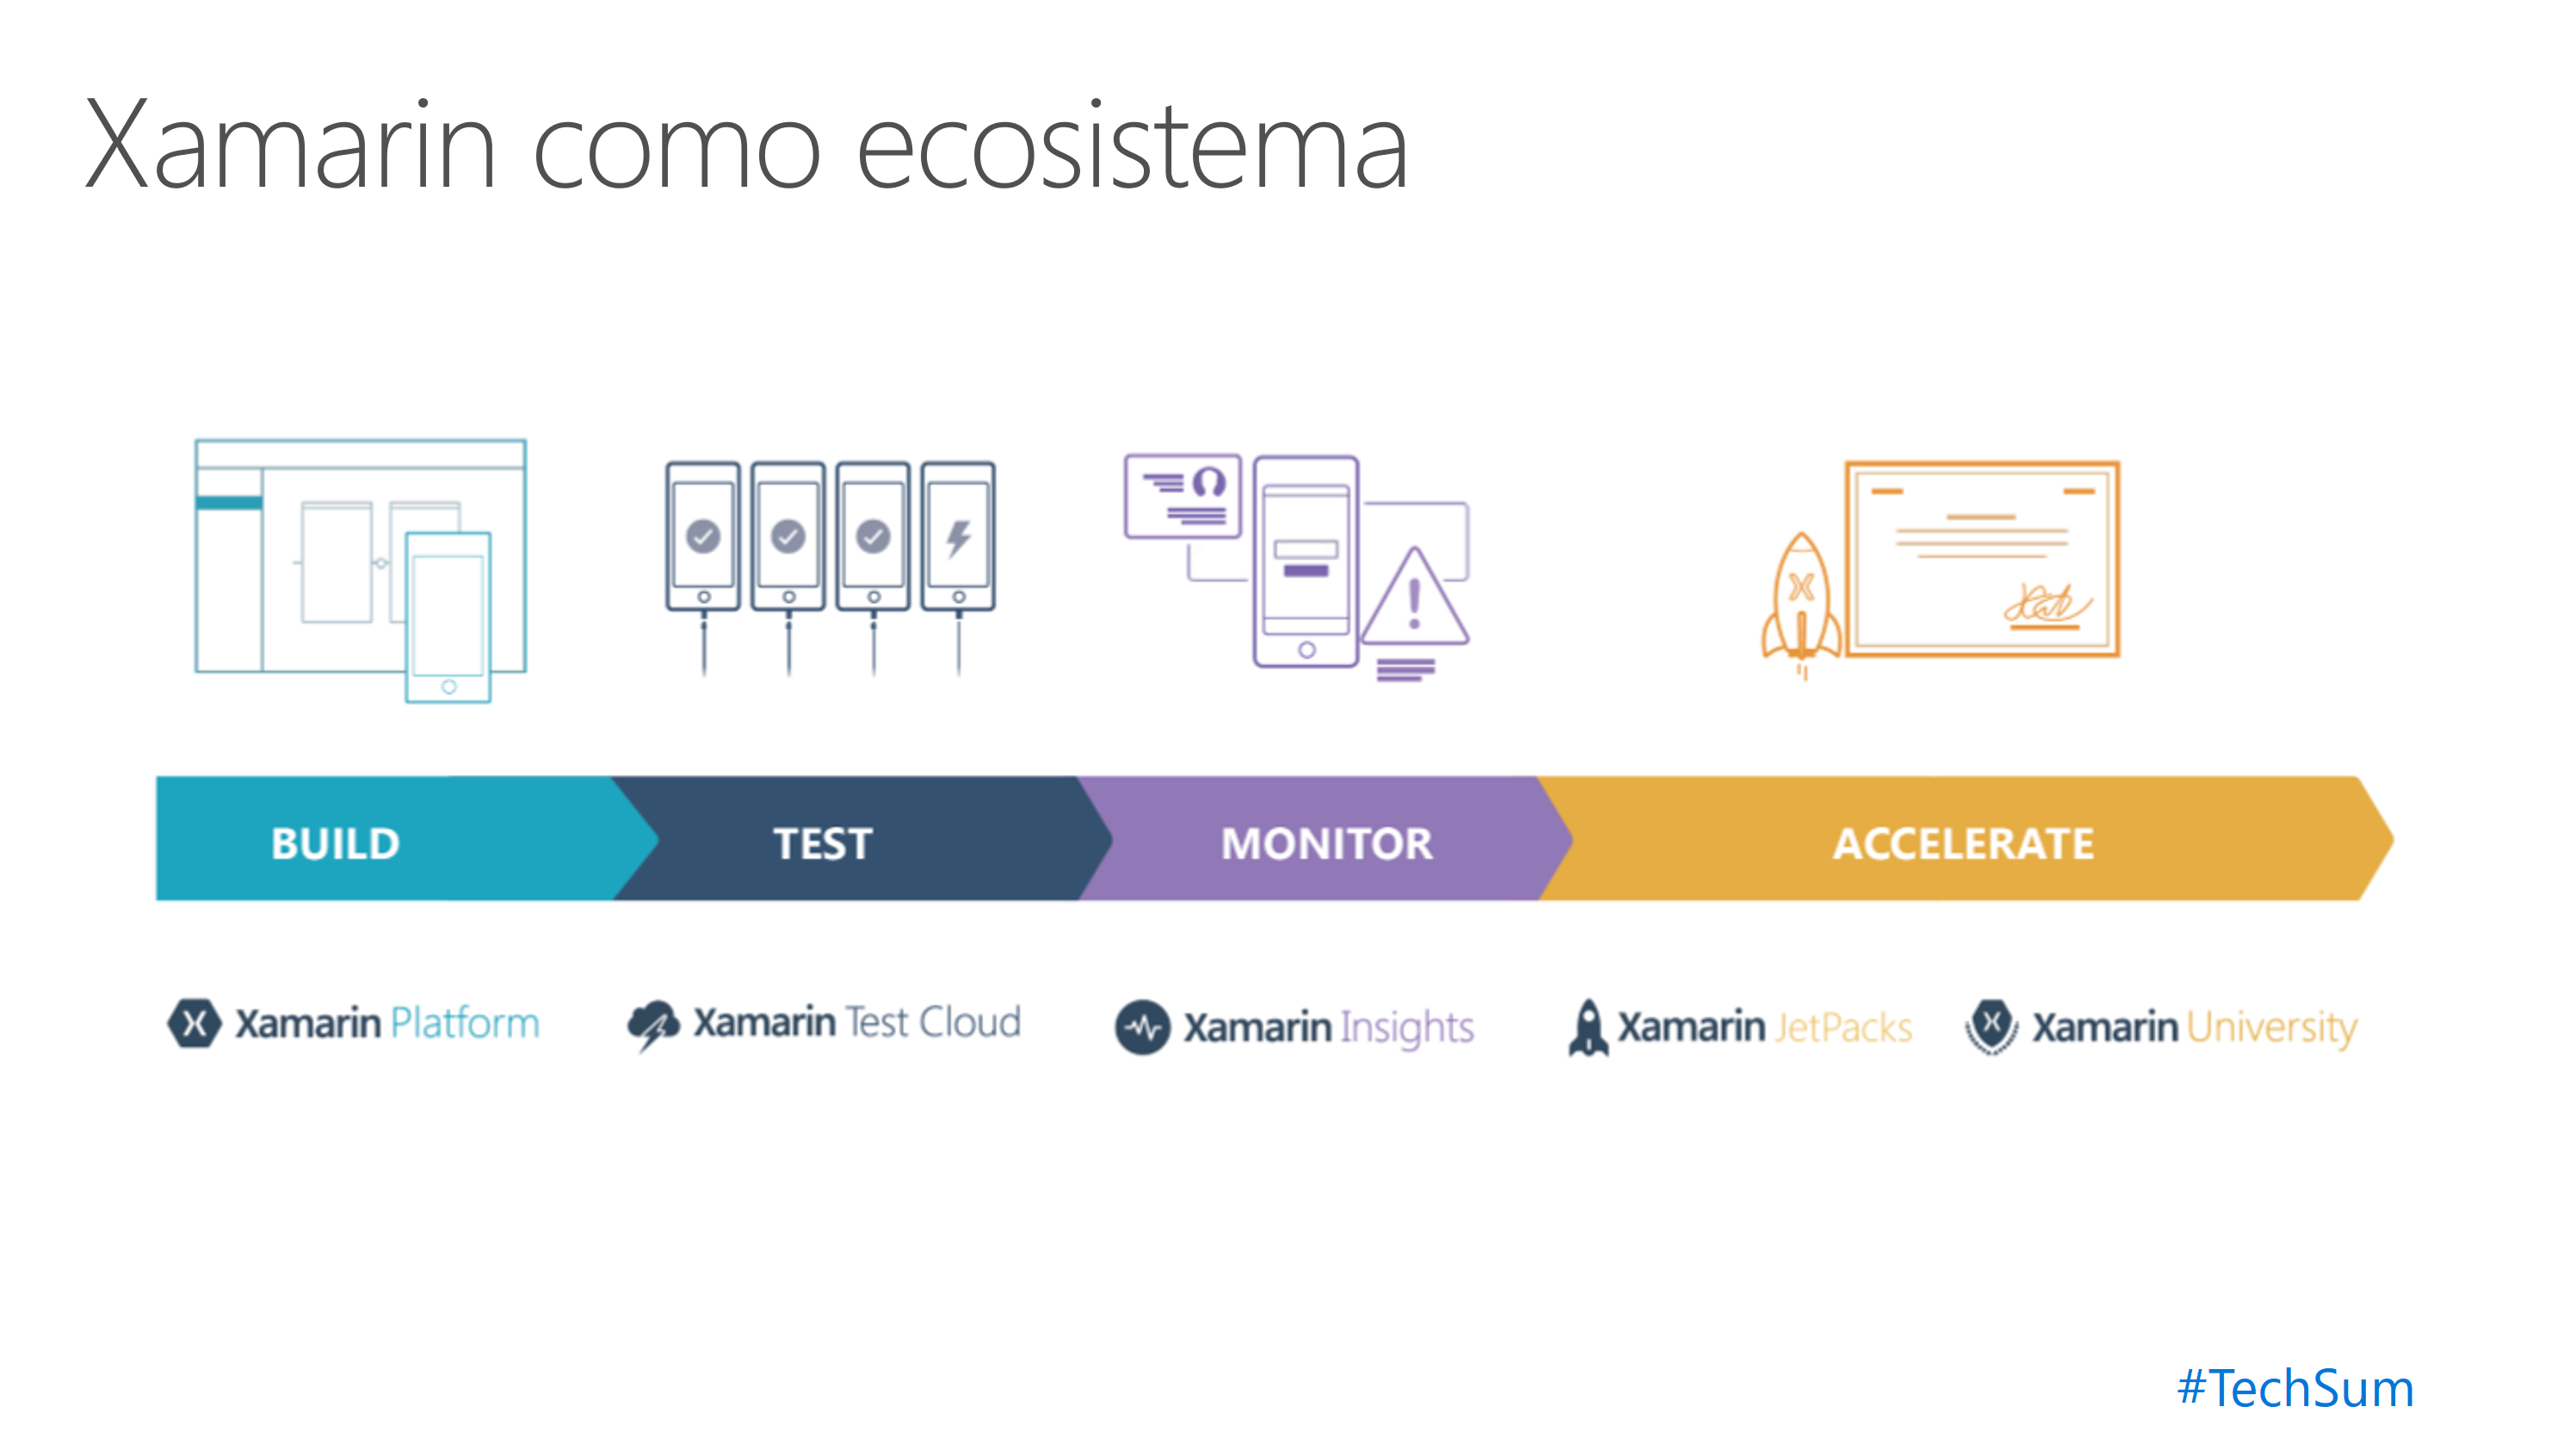 Xamarin como ecosistema
BUILD
TEST
MONITOR
ACCELERATE
Xamarin Platform
Xamarin Test Cloud
Xamarin Insights
Xamarin JetPacks
Xamarin University
#TechSum